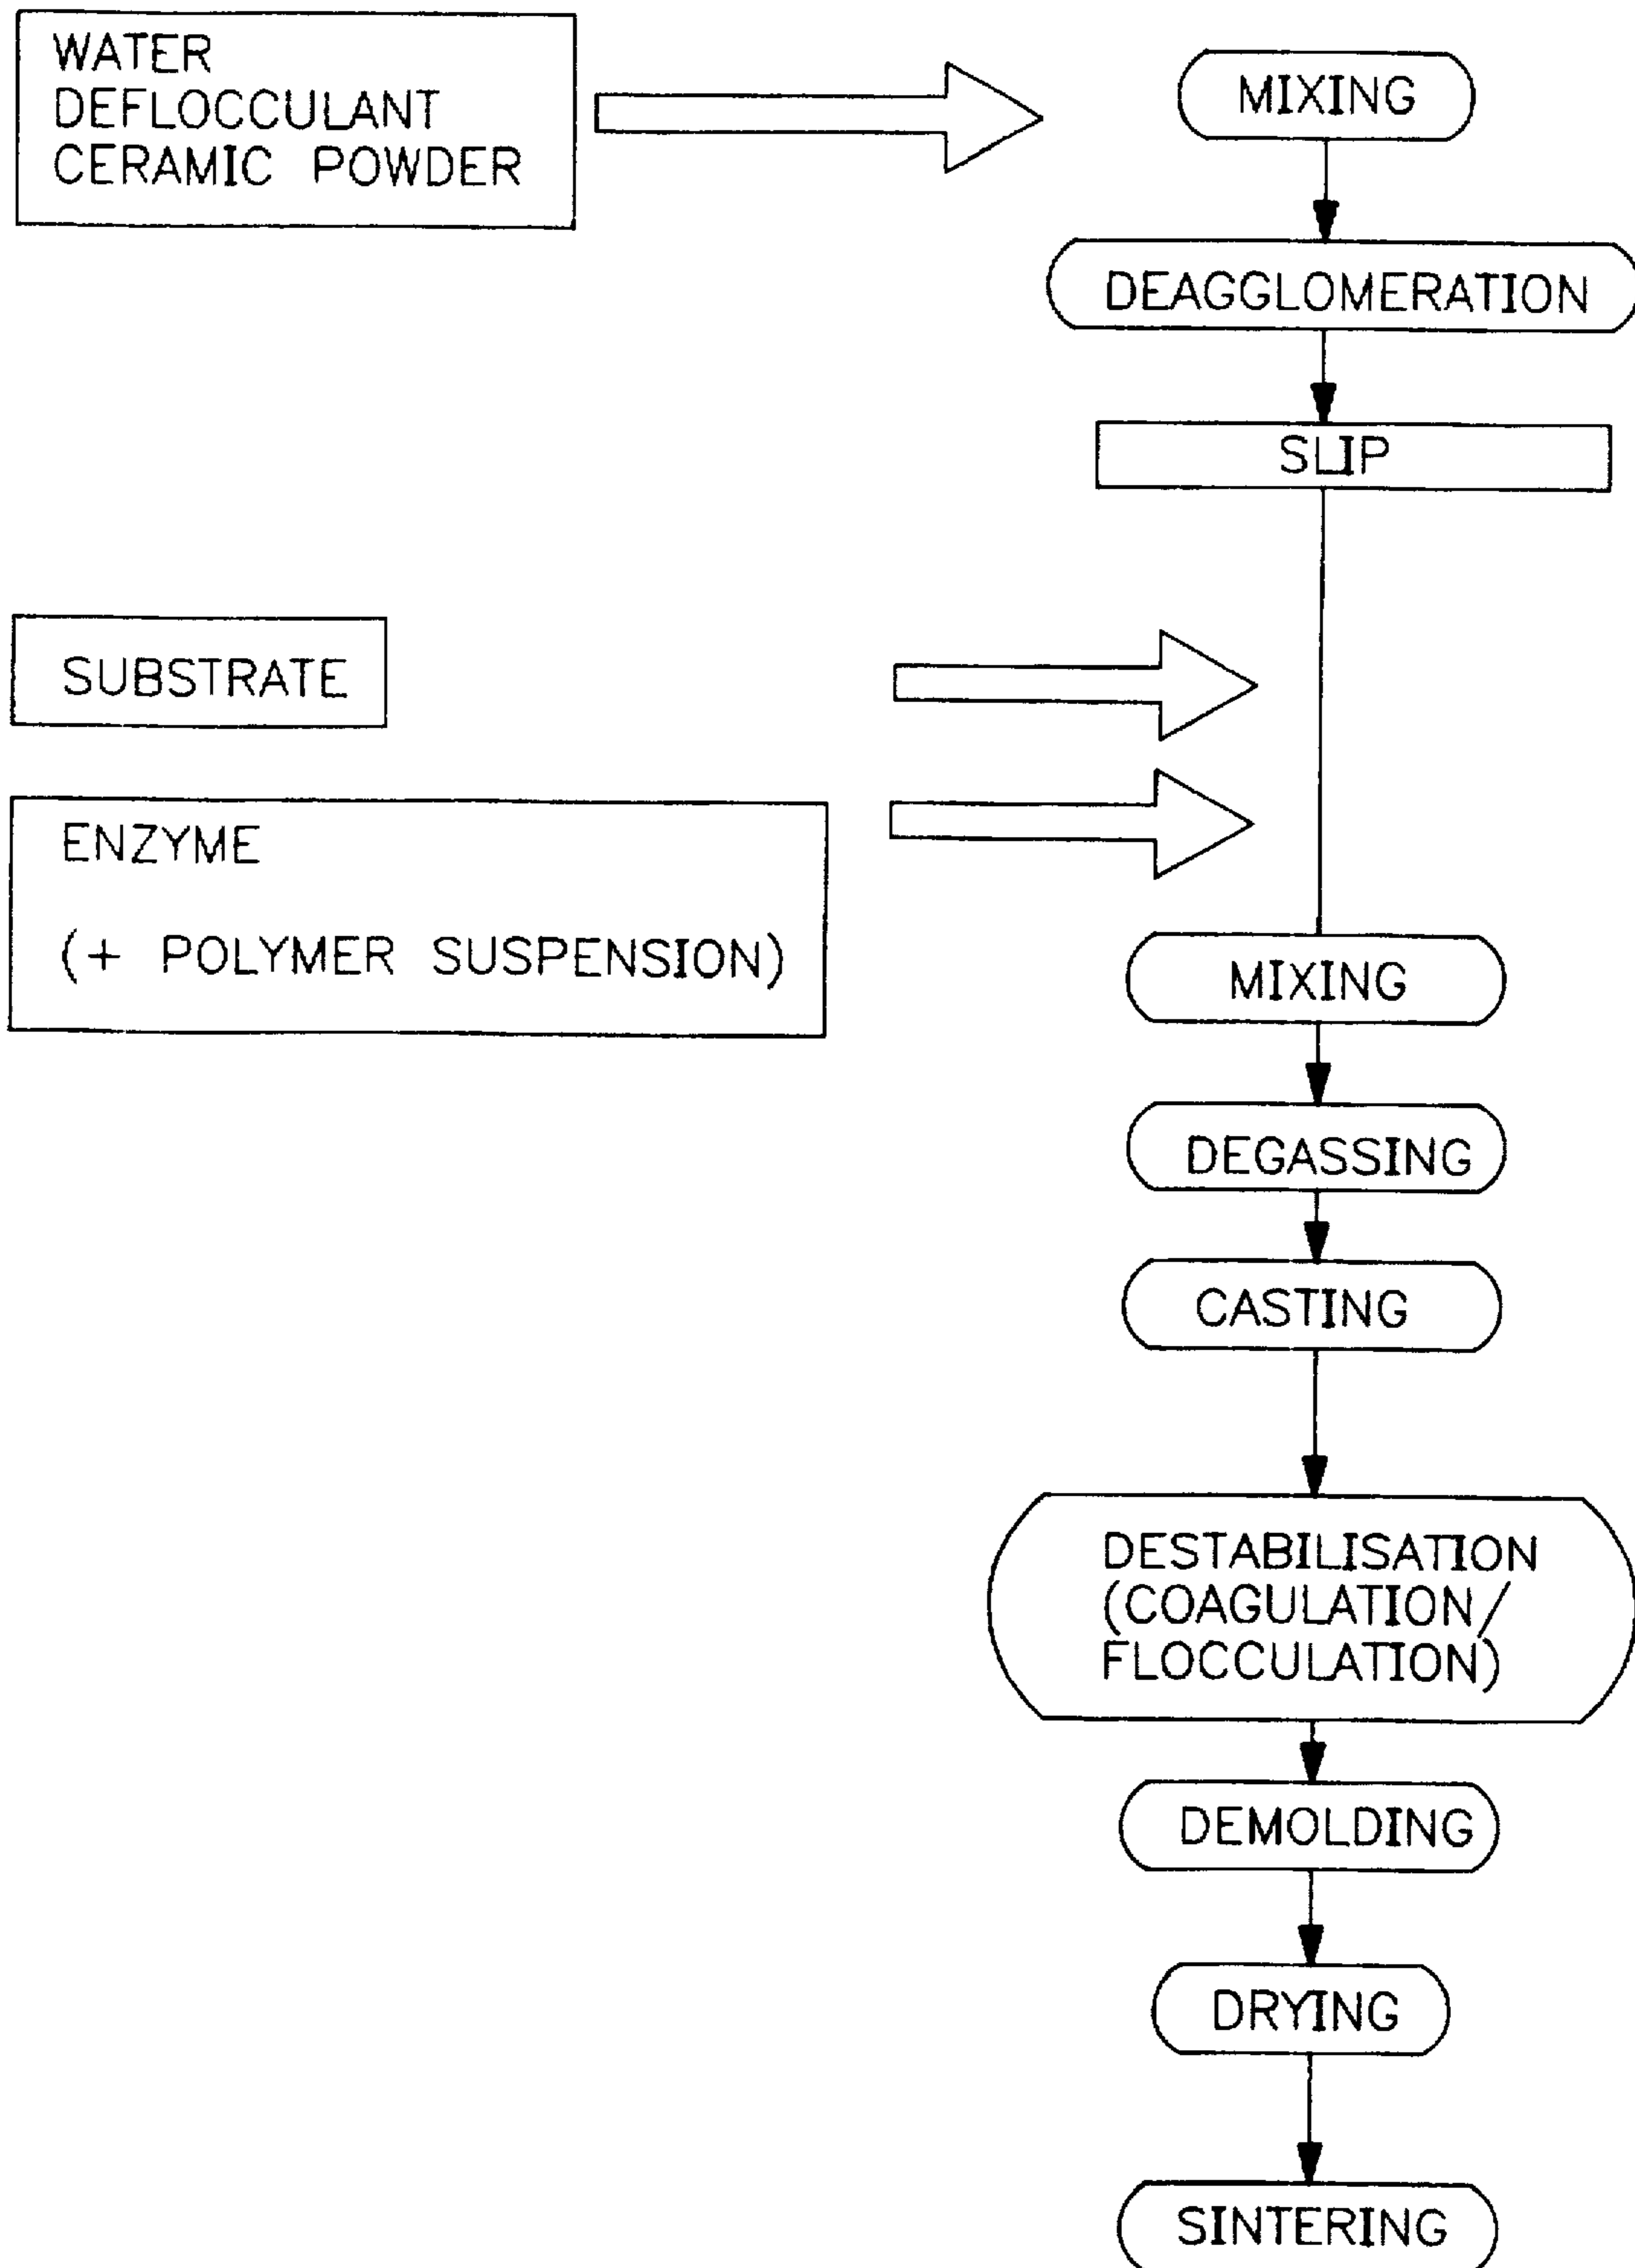 WATER
DEFLOCCULANT
CERAMIC POWDER
MIXING
DEAGGLOMERATION
SLIP
SUBSTRATE
ENZYME
(+ POLYMER SUSPENSION)
MIXING
DEGASSING
CASTING
DESTABILISATION
(COAGULATION/
FLOCCULATION)
DEMOLDING
DRYING
SINTERING